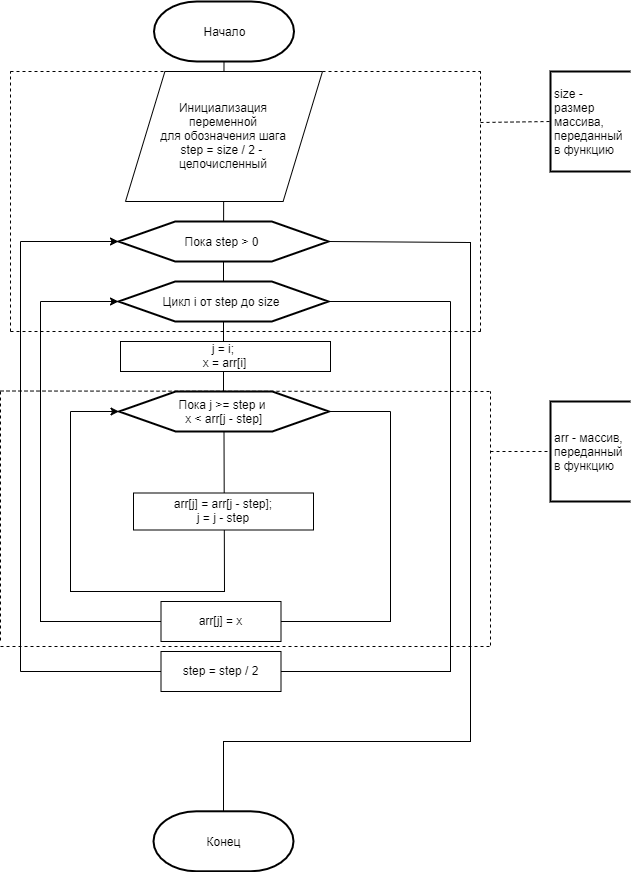 Начало
Инициализация
переменной
для обозначения шага
step = size / 2 -
целочисленный
size -
размер
массива,
переданный
в функцию
Пока step > 0
Цикл i от step до size
j = i;
x = arr[i]
Пока j >= step и
x < arr[j - step]
arr - массив,
переданный
в функцию
arr[j] = arr[j - step];
j = j - step
arr[j] = x
step = step / 2
Конец